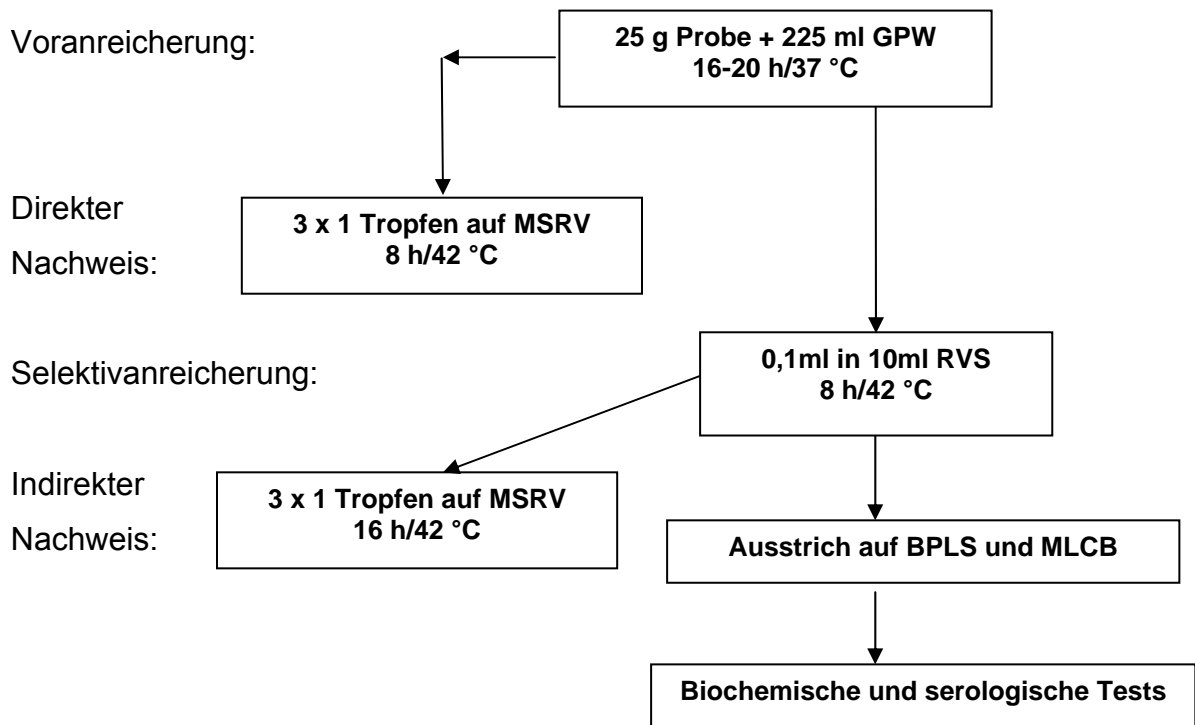 Voranreicherung:
25 g Probe + 225 ml GPW
16-20 h/37 °C
Direkter
Nachweis:
3 x 1 Tropfen auf MSRV
8 h/42 °C
Selektivanreicherung:
0,1ml in 10ml RVS
8 h/42 °C
Indirekter
Nachweis:
3 x 1 Tropfen auf MSRV
16 h/42 °C
Ausstrich auf BPLS und MLCB
Biochemische und serologische Tests